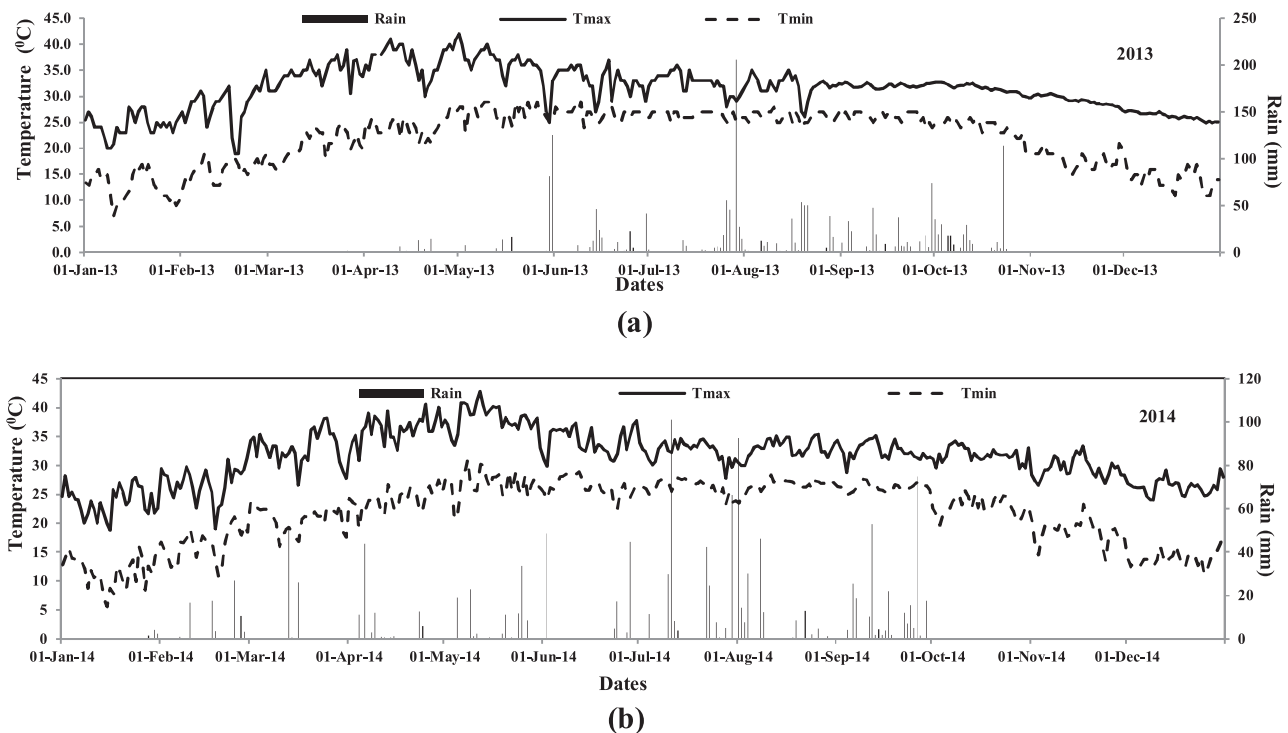 Rain Tmax Tmin
2013
Temperature (⁰C)
45.0
40.0
35.0
30.0
25.0
20.0
15.0
10.0
5.0
0.0
250
200
150
100
50
0
Rain (mm)
01-Jan-13 01-Feb-13 01-Mar-13 01-Apr-13 01-May-13 01-Jun-13 01-Jul-13 01-Aug-13 01-Sep-13 01-Oct-13 01-Nov-13 01-Dec-13
Dates
(a)
Rain Tmax Tmin
2014
Temperature (⁰C)
45
40
35
30
25
20
15
10
5
0
120
100
80
60
40
20
0
Rain (mm)
01-Jan-14 01-Feb-14 01-Mar-14 01-Apr-14 01-May-14 01-Jun-14 01-Jul-14 01-Aug-14 01-Sep-14 01-Oct-14 01-Nov-14 01-Dec-14
Dates
(b)